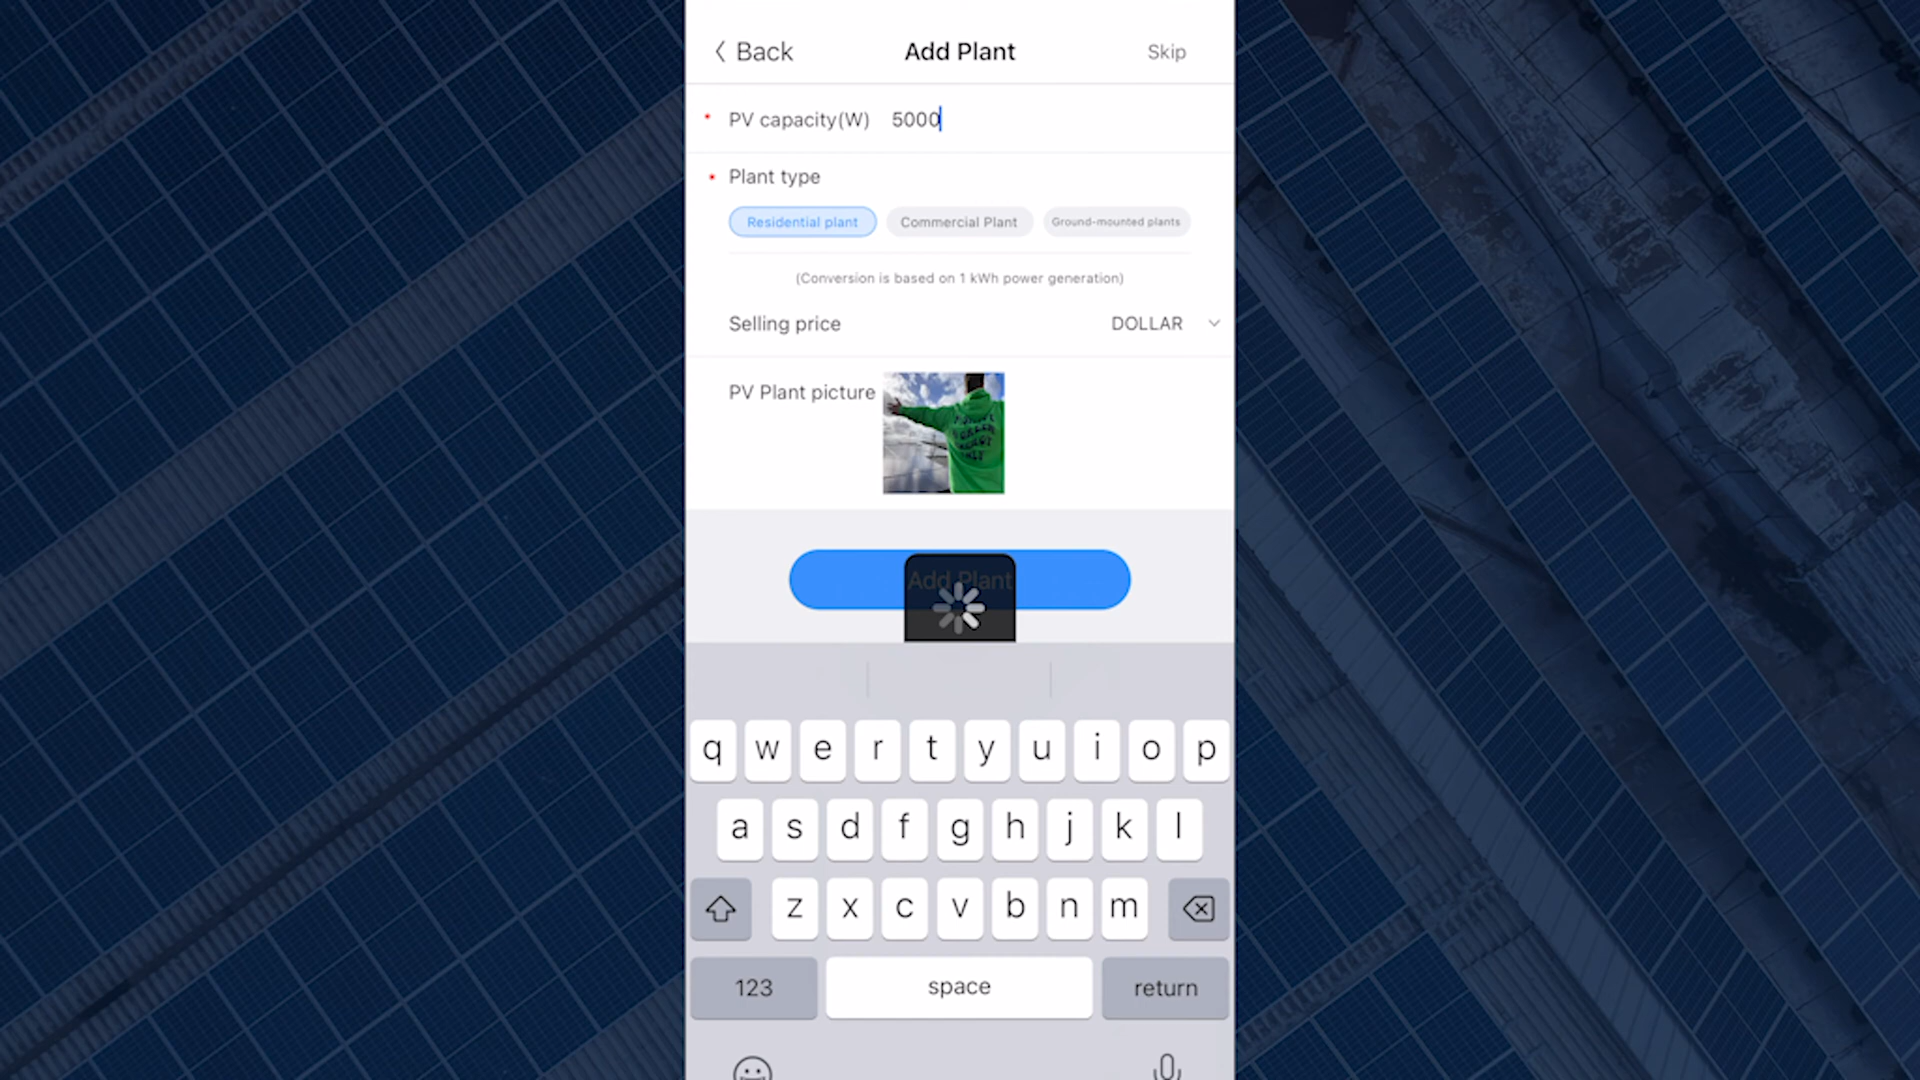 Back
Add Plant
Skip
PV capacity(W) 5000
Plant type
Residential plant
Commercial Plant
Ground-mounted plants
(Conversion is based on 1 kWh power generation)
Selling price
DOLLAR
PV Plant picture
Add Plant
q w e r t y u i o p
a s d f g h j k l
z x c v b n m
123
space
return